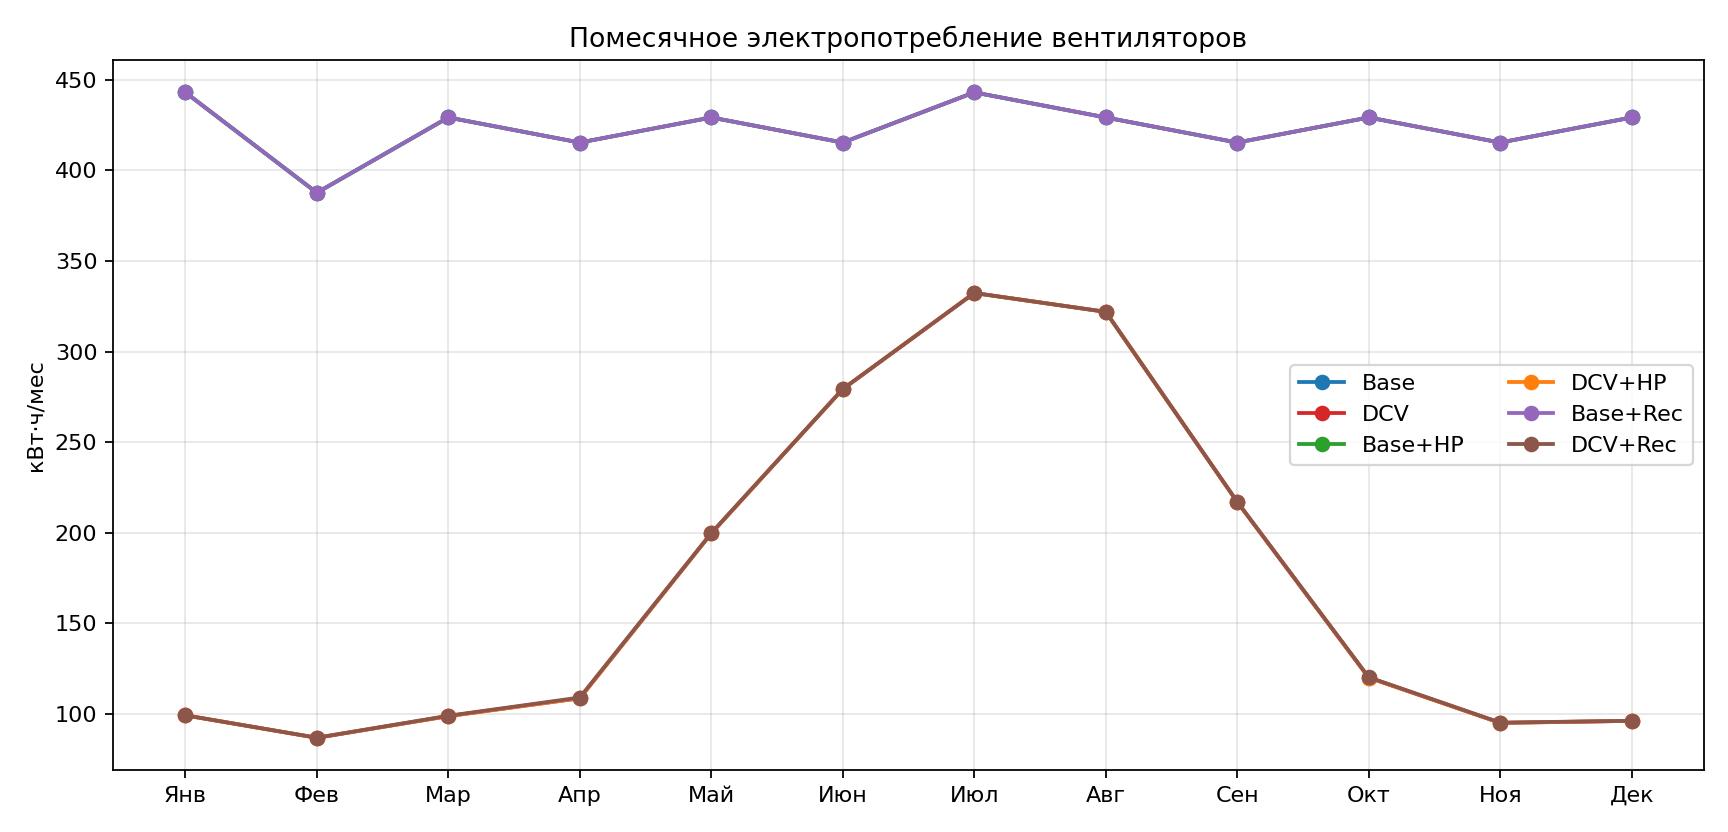 Помесячное электропотребление вентиляторов
кВт·ч/мес
450
400
350
300
250
200
150
100
Base
DCV
Base+HP
DCV+HP
Base+Rec
DCV+Rec
Янв Фев Мар Апр Май Июн Июл Авг Сен Окт Ноя Дек